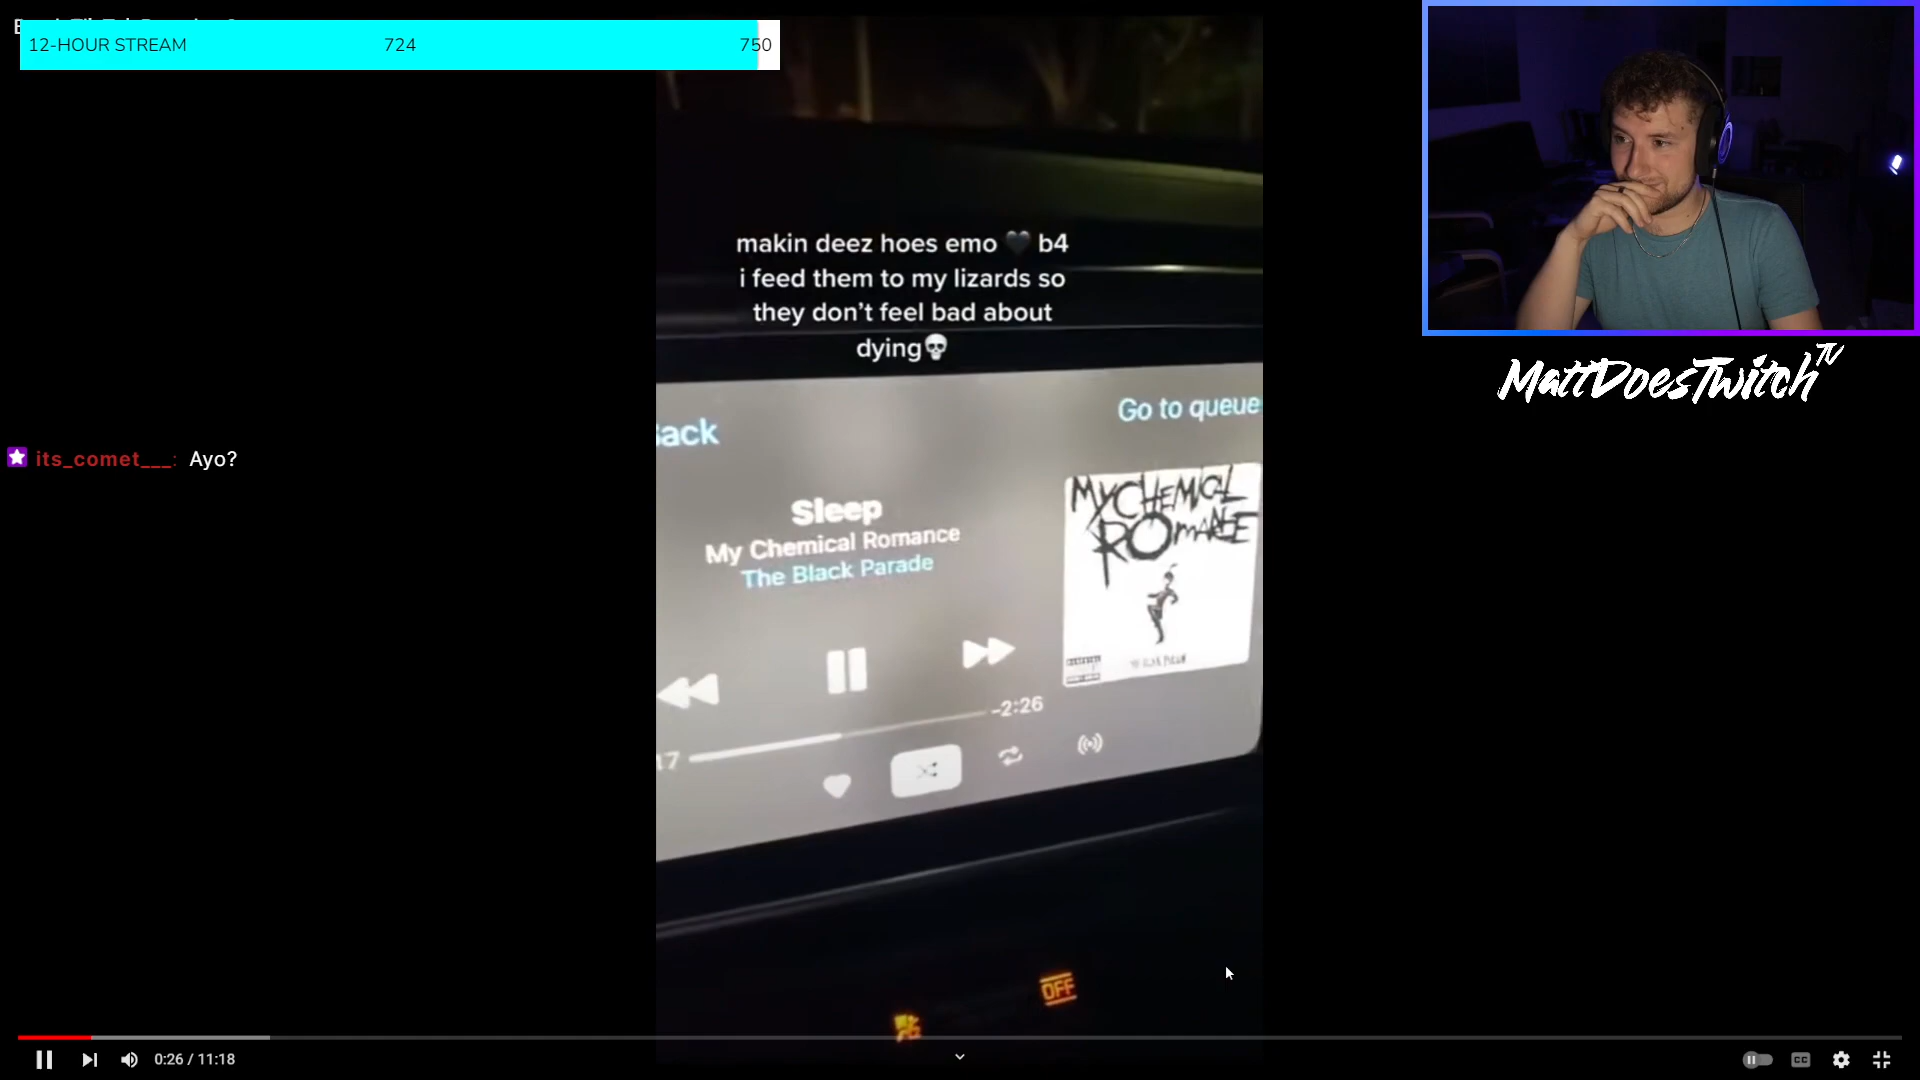 12-HOUR STREAM 724 750
MattDoesTwitch TV
makin deez hoes emo 🖤 b4
i feed them to my lizards so
they don’t feel bad about
dying💀
Go to queue
its_comet___: Ayo?
Sleep
My Chemical Romance
The Black Parade
MY CHEMICAL
ROMANCE
-2:26
17
OFF
0:26 / 11:18
CC